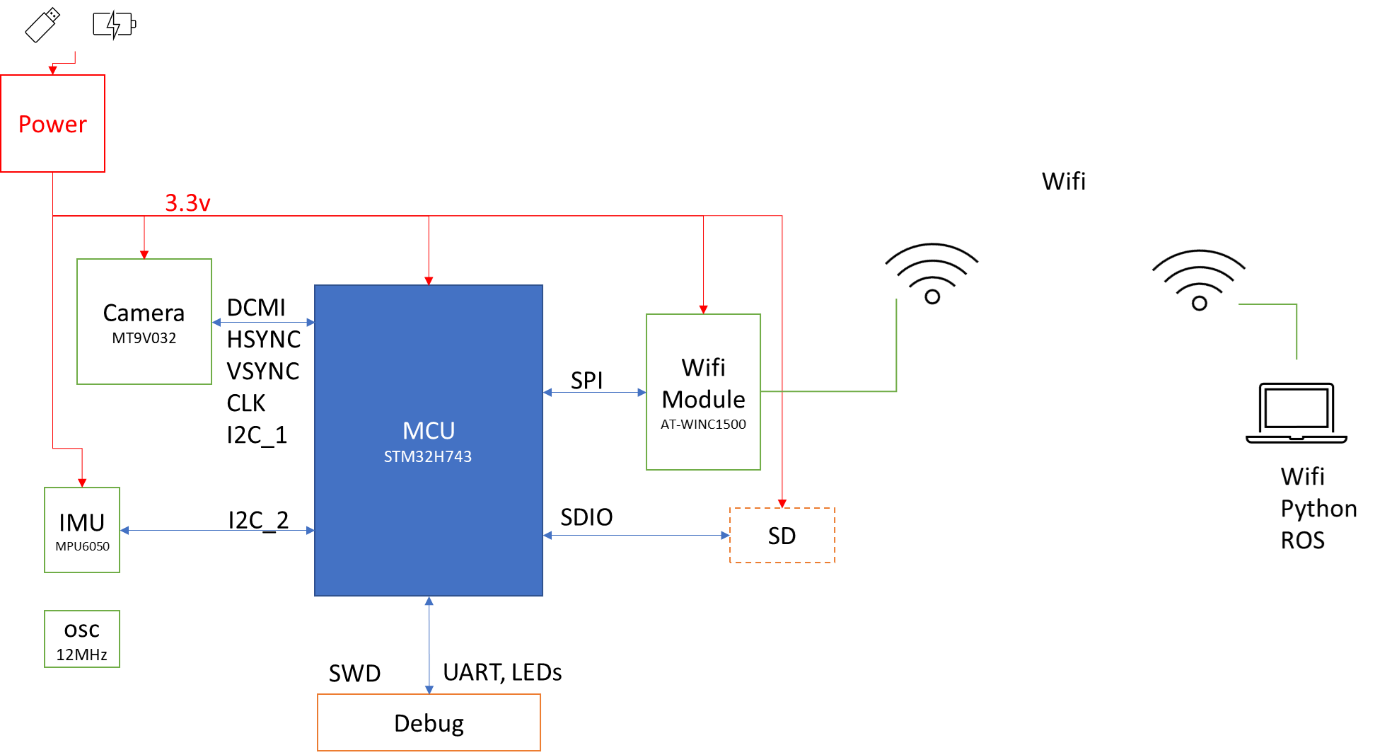 Power
3.3v
Wifi
Camera
MT9V032
DCMI
HSYNC
VSYNC
CLK
I2C_1
MCU
STM32H743
SPI
Wifi
Module
AT-WINC1500
IMU
MPU6050
I2C_2
SDIO
SD
Wifi
Python
ROS
osc
12MHz
SWD
UART, LEDs
Debug